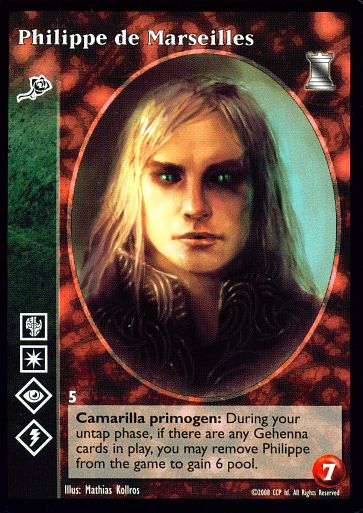 Philippe de Marseilles
5
Camarilla primogen: During your
untap phase, if there are any Gehenna
cards in play, you may remove Philippe
from the game to gain 6 pool.
7
Illus: Mathias Kollros
©2008 CCP hf. All Rights Reserved